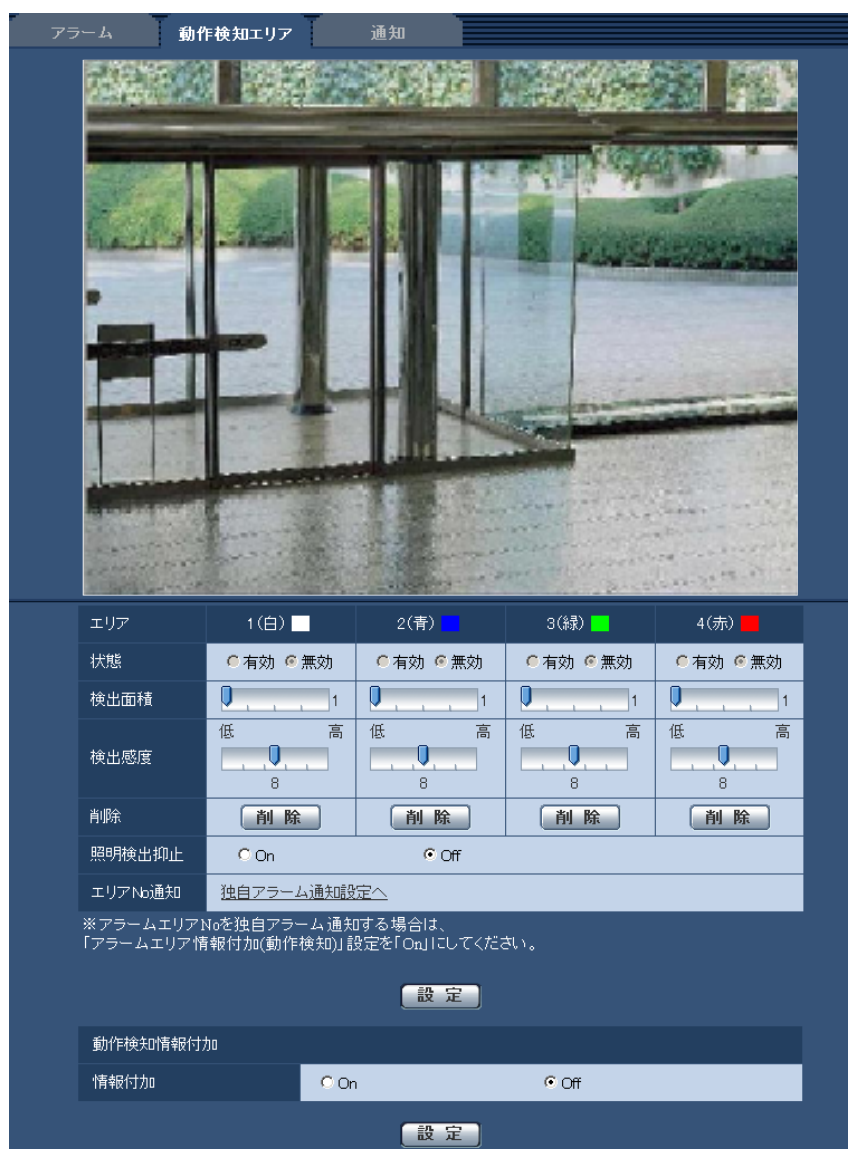 アラーム 動作検知エリア 通知
エリア 1(白) 2(青) 3(緑) 4(赤)
状態 有効 無効 有効 無効 有効 無効 有効 無効
検出面積 1 1 1 1
低 高 低 高 低 高 低 高
検出感度
8 8 8 8
削除 削除 削除 削除 削除
照明検出抑止 On Off
エリアNo通知 独自アラーム通知設定へ
※アラームエリアNoを独自アラーム通知する場合は、
「アラームエリア情報付加(動作検知)」設定を「On」にしてください。
設定
動作検知情報付加
情報付加 On Off
設定